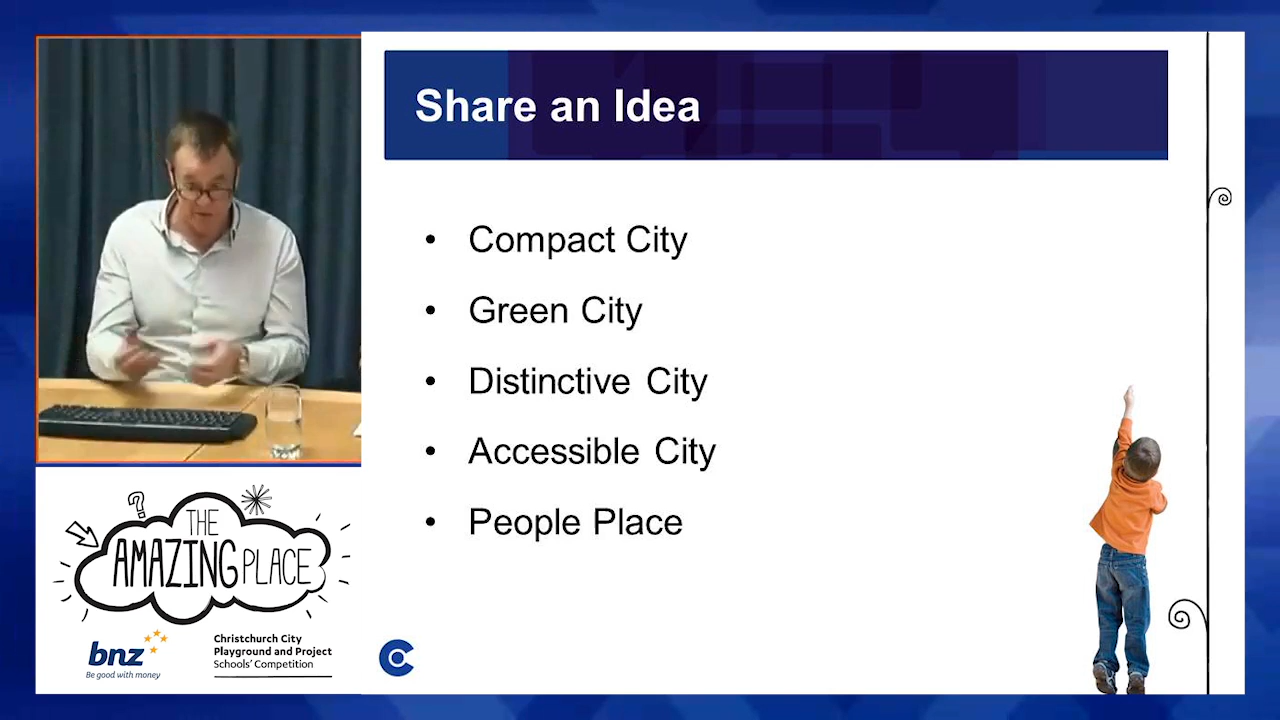 Share an Idea
• Compact City
• Green City
• Distinctive City
• Accessible City
• People Place
?
THE
AMAZING PLACE
bnz
Be good with money
Christchurch City
Playground and Project
Schools' Competition